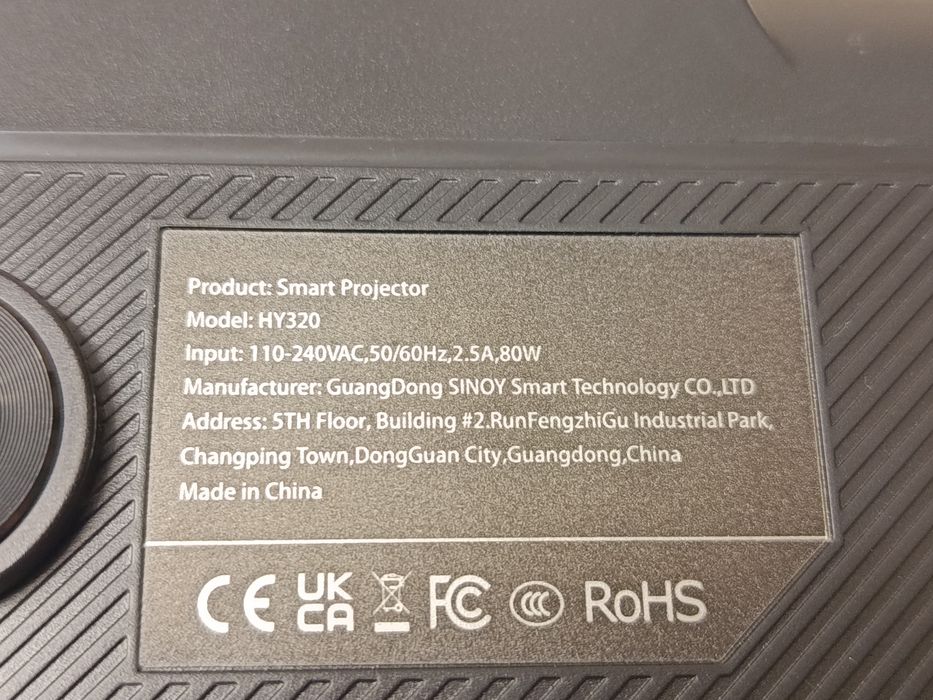 Product: Smart Projector
Model: HY320
Input: 110-240VAC,50/60Hz,2.5A,80W
Manufacturer: GuangDong SINOY Smart Technology CO.,LTD
Address: 5TH Floor, Building #2.RunFengzhiGu Industrial Park,
Changping Town,DongGuan City,Guangdong,China
Made in China
CE UK CA FC CCC RoHS